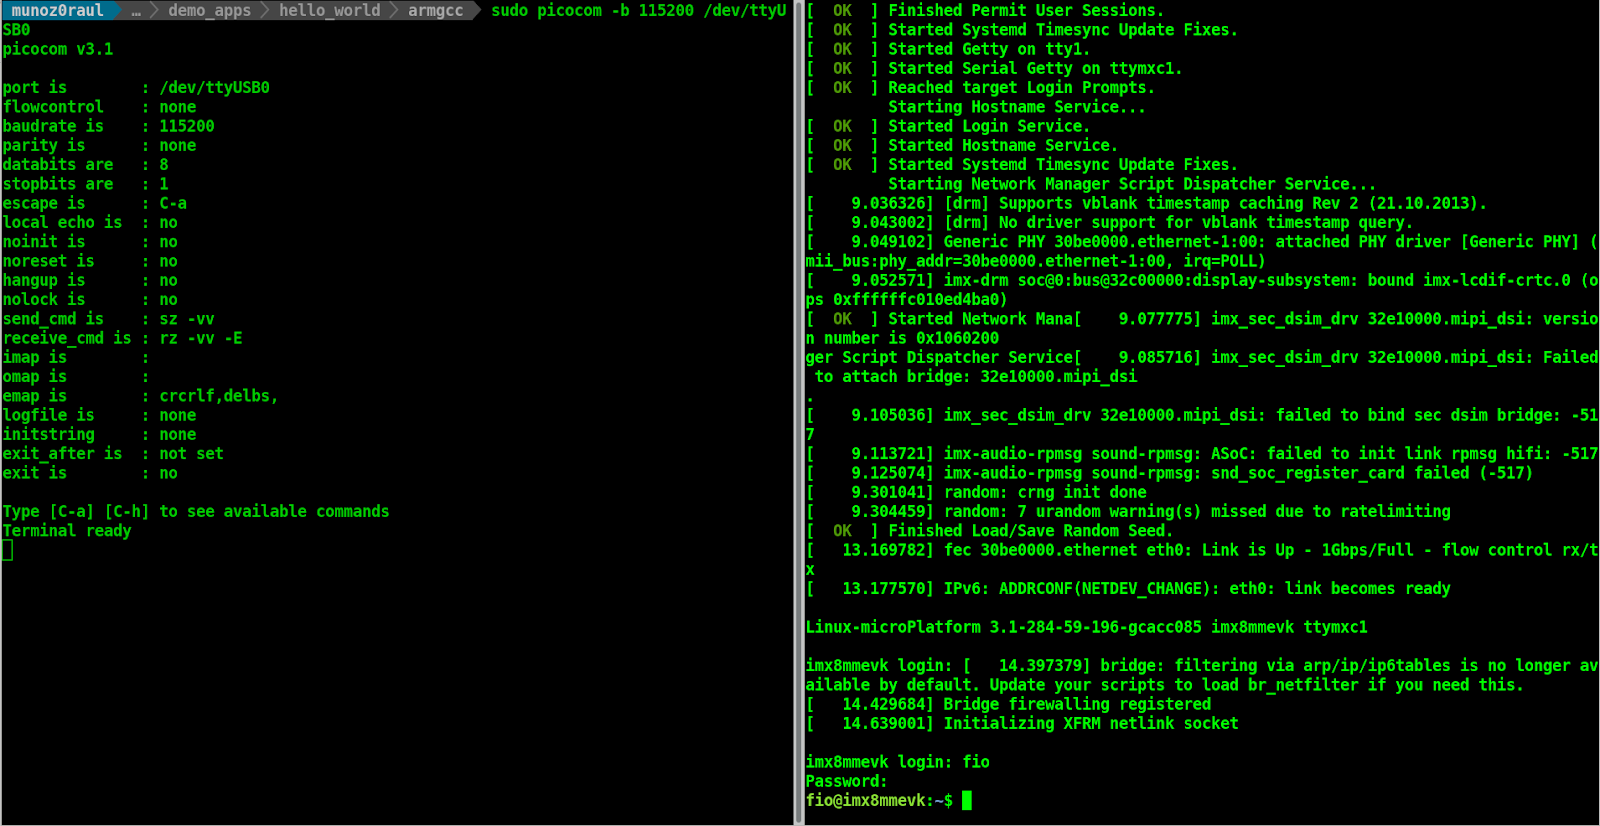 munoz0raul … demo_apps hello_world armgcc sudo picocom -b 115200 /dev/ttyU
SB0
picocom v3.1
port is : /dev/ttyUSB0
flowcontrol : none
baudrate is : 115200
parity is : none
databits are : 8
stopbits are : 1
escape is : C-a
local echo is : no
noinit is : no
noreset is : no
hangup is : no
nolock is : no
send_cmd is : sz -vv
receive_cmd is : rz -vv -E
imap is :
omap is :
emap is : crcrlf,delbs,
logfile is : none
initstring : none
exit_after is : not set
exit is : no
Type [C-a] [C-h] to see available commands
Terminal ready
[ OK ] Finished Permit User Sessions.
[ OK ] Started Systemd Timesync Update Fixes.
[ OK ] Started Getty on tty1.
[ OK ] Started Serial Getty on ttymxc1.
[ OK ] Reached target Login Prompts.
Starting Hostname Service...
[ OK ] Started Login Service.
[ OK ] Started Hostname Service.
[ OK ] Started Systemd Timesync Update Fixes.
Starting Network Manager Script Dispatcher Service...
[ 9.036326] [drm] Supports vblank timestamp caching Rev 2 (21.10.2013).
[ 9.043002] [drm] No driver support for vblank timestamp query.
[ 9.049102] Generic PHY 30be0000.ethernet-1:00: attached PHY driver [Generic PHY] (
mii_bus:phy_addr=30be0000.ethernet-1:00, irq=POLL)
[ 9.052571] imx-drm soc@0:bus@32c00000:display-subsystem: bound imx-lcdif-crtc.0 (o
ps 0xffffffc010ed4ba0)
[ OK ] Started Network Mana[ 9.077775] imx_sec_dsim_drv 32e10000.mipi_dsi: versio
n number is 0x1060200
ger Script Dispatcher Service[ 9.085716] imx_sec_dsim_drv 32e10000.mipi_dsi: Failed
to attach bridge: 32e10000.mipi_dsi
.
[ 9.105036] imx_sec_dsim_drv 32e10000.mipi_dsi: failed to bind sec dsim bridge: -51
7
[ 9.113721] imx-audio-rpmsg sound-rpmsg: ASoC: failed to init link rpmsg hifi: -517
[ 9.125074] imx-audio-rpmsg sound-rpmsg: snd_soc_register_card failed (-517)
[ 9.301041] random: crng init done
[ 9.304459] random: 7 urandom warning(s) missed due to ratelimiting
[ OK ] Finished Load/Save Random Seed.
[ 13.169782] fec 30be0000.ethernet eth0: Link is Up - 1Gbps/Full - flow control rx/t
x
[ 13.177570] IPv6: ADDRCONF(NETDEV_CHANGE): eth0: link becomes ready
Linux-microPlatform 3.1-284-59-196-gcacc085 imx8mmevk ttymxc1
imx8mmevk login: [ 14.397379] bridge: filtering via arp/ip/ip6tables is no longer av
ailable by default. Update your scripts to load br_netfilter if you need this.
[ 14.429684] Bridge firewalling registered
[ 14.639001] Initializing XFRM netlink socket
imx8mmevk login: fio
Password:
fio@imx8mmevk:~$